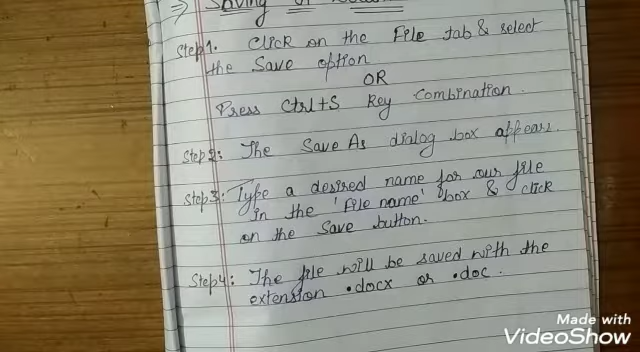 ⇒ Saving of
Step1. Click on the File tab & select
the Save option
OR
Press Ctrl+S Key Combination.
Step2: The Save As dialog box appears.
Step3: Type a desired name for our file
in the 'File name' box & click
on the Save button.
Step4: The file will be saved with the
extension .docx or .doc.
Made with
VideoShow